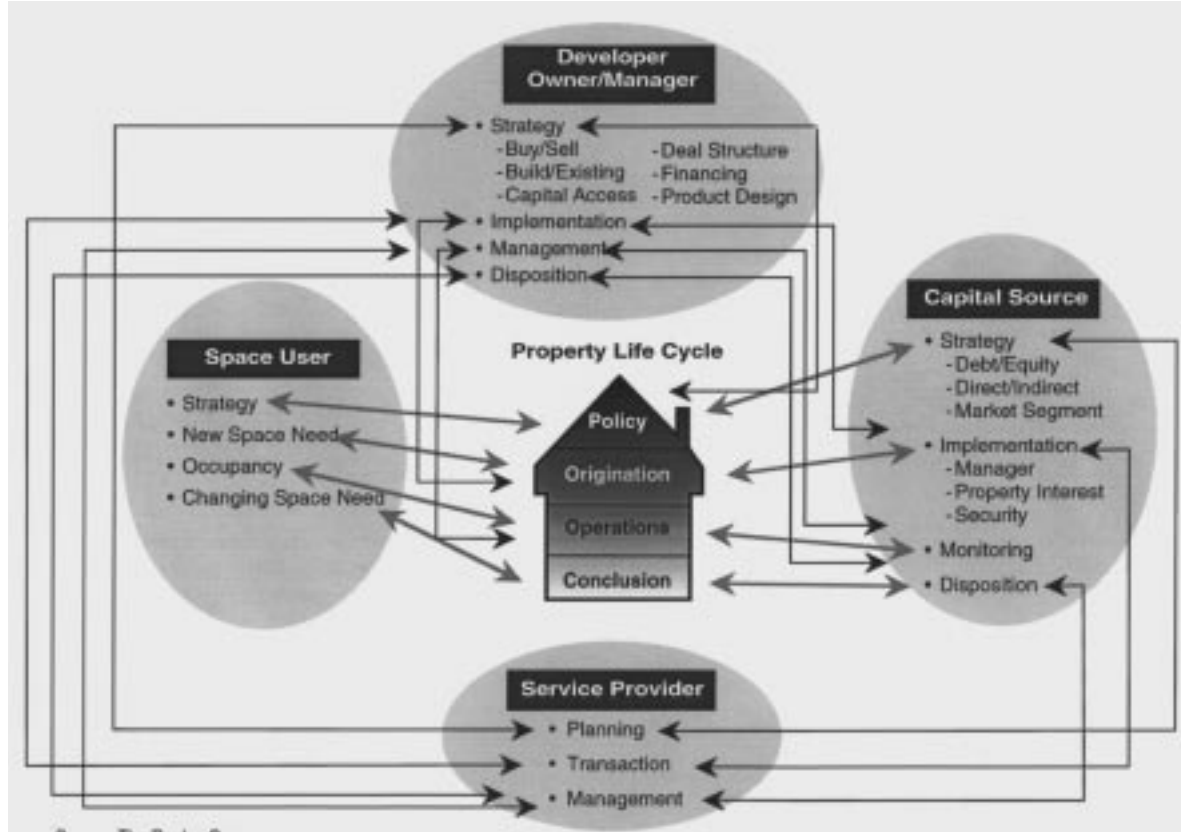 Developer
Owner/Manager
• Strategy
-Buy/Sell
-Build/Existing
-Capital Access
-Deal Structure
-Financing
-Product Design
• Implementation
• Management
• Disposition
Space User
• Strategy
• New Space Need
• Occupancy
• Changing Space Need
Property Life Cycle
Policy
Origination
Operations
Conclusion
Capital Source
• Strategy
-Debt/Equity
-Direct/Indirect
-Market Segment
• Implementation
-Manager
-Property Interest
-Security
• Monitoring
• Disposition
Service Provider
• Planning
• Transaction
• Management